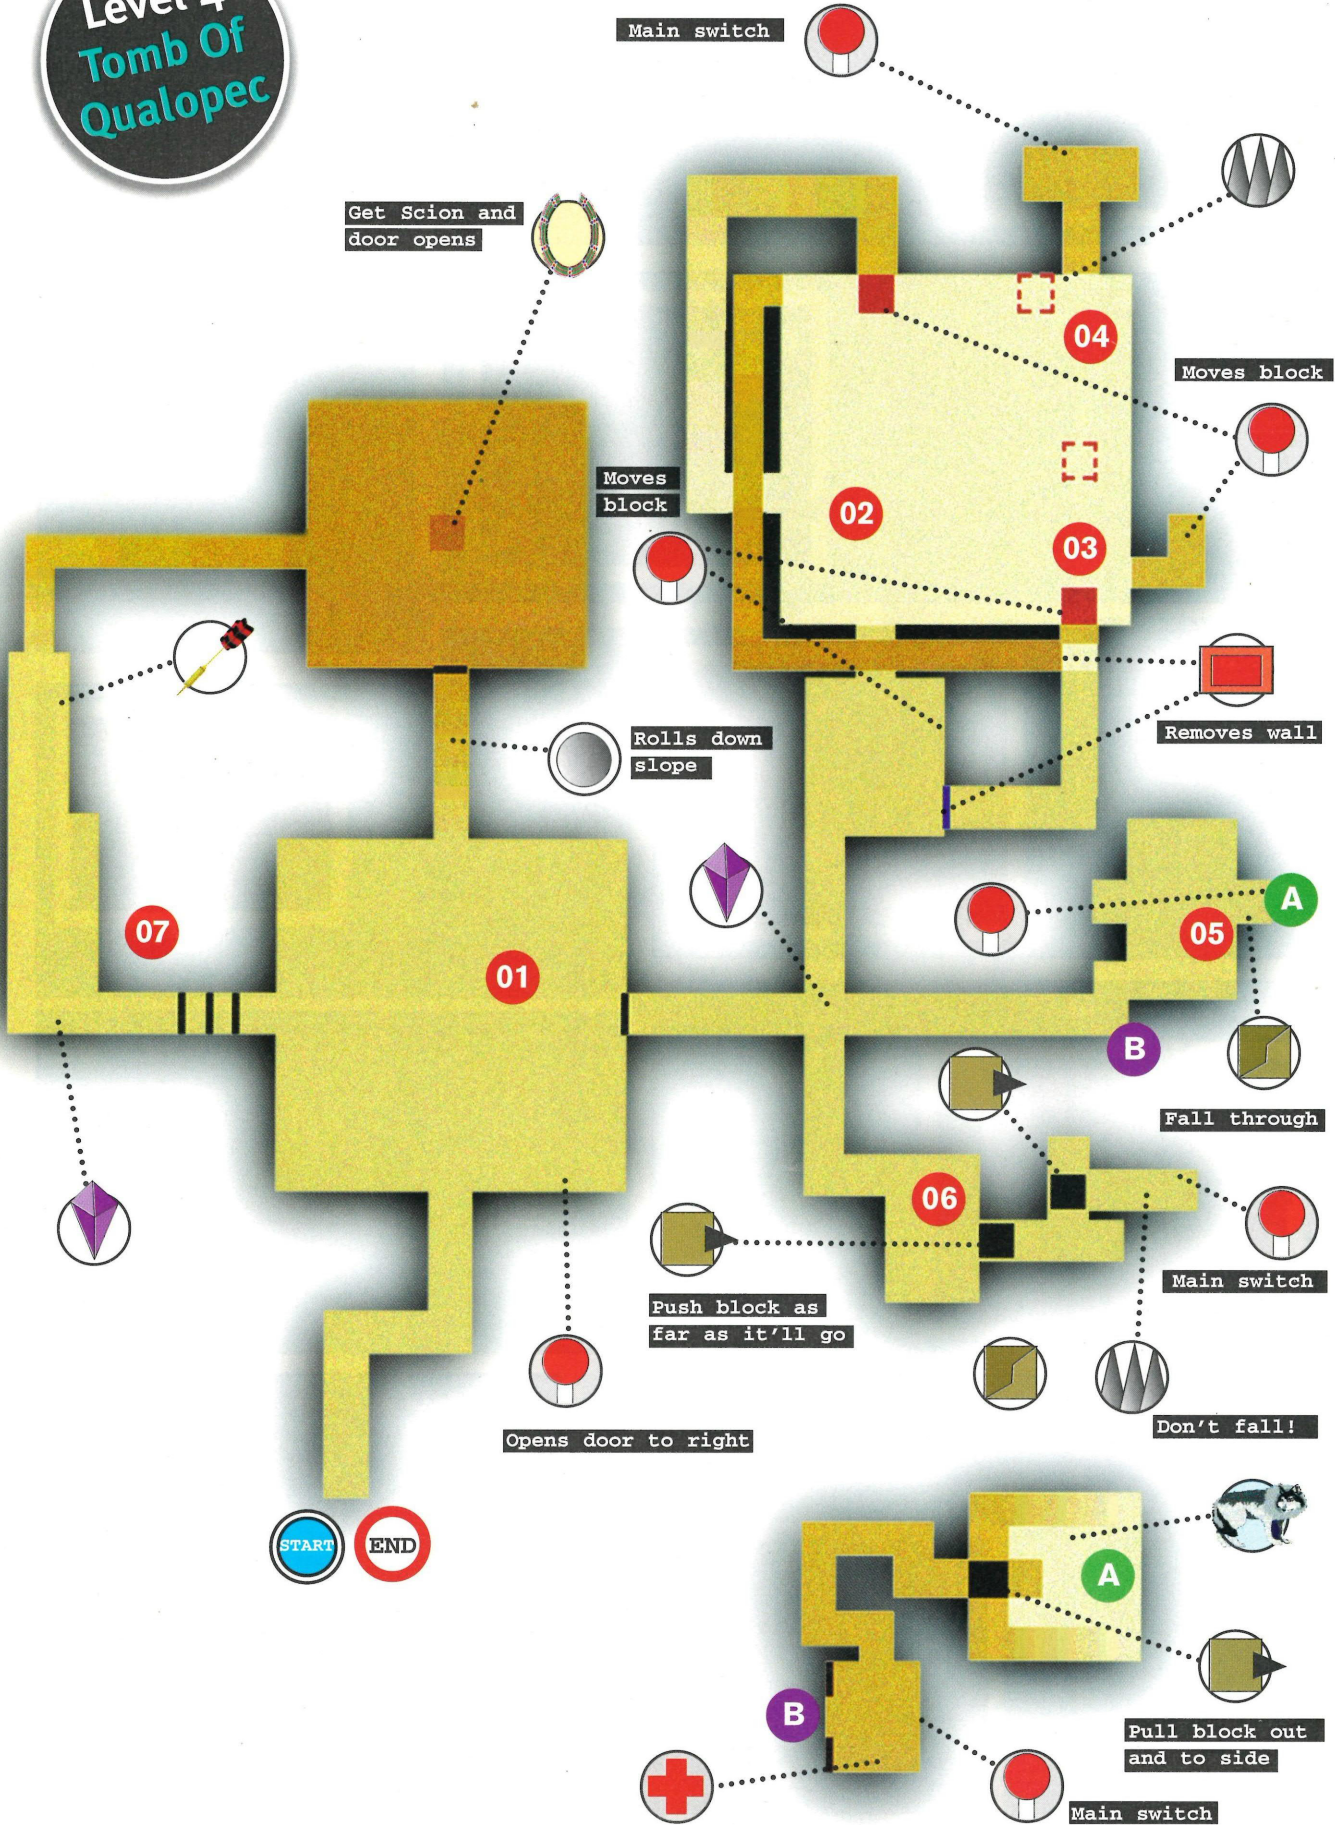 Level 4
Tomb Of
Qualopec
Main switch
Get Scion and
door opens
04
Moves block
Moves
block
02
03
Removes wall
Rolls down
slope
07
01
A
05
B
Fall through
06
Main switch
Push block as
far as it'll go
Don't fall!
Opens door to right
START
END
A
B
Pull block out
and to side
Main switch